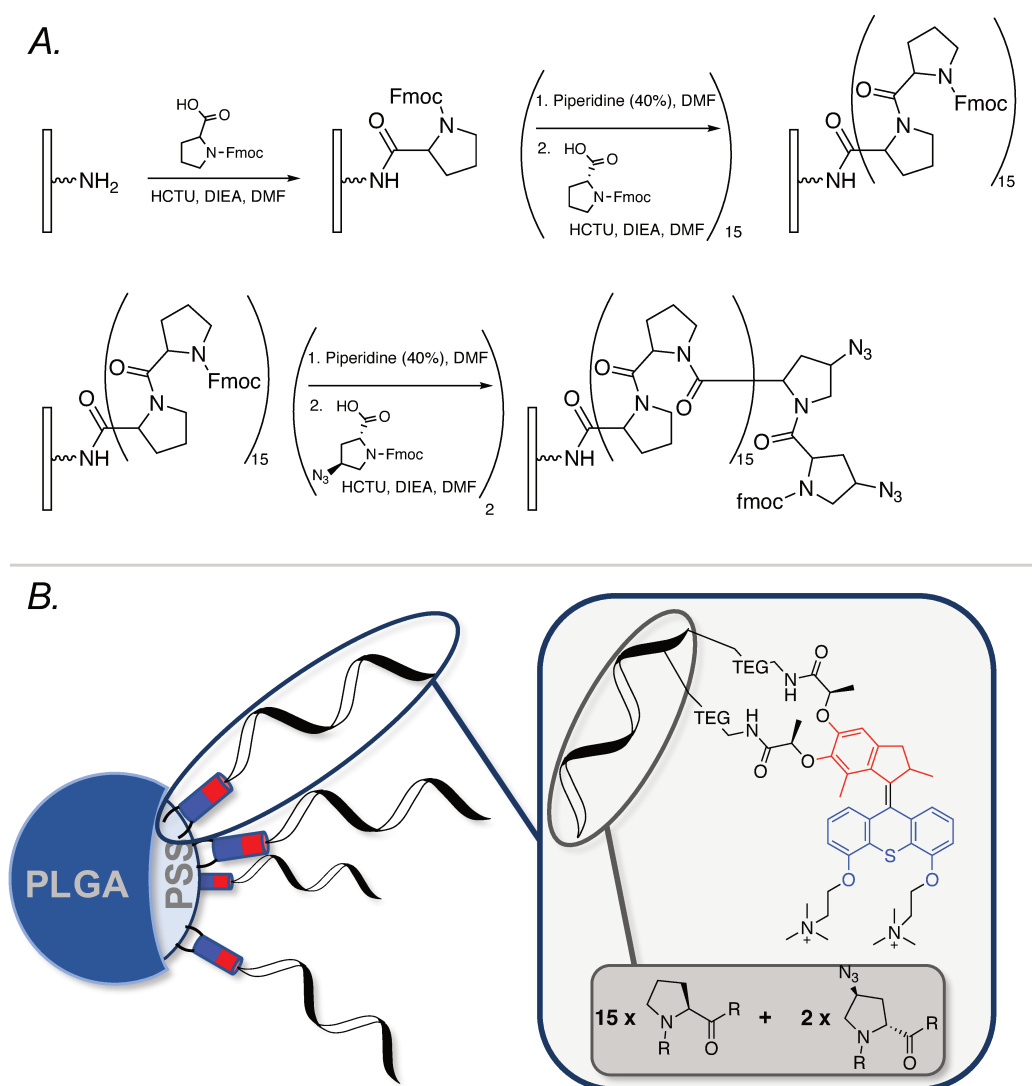 A.
HO
O
N-Fmoc
NH2
HCTU, DIEA, DMF
Fmoc
O
N
NH
1. Piperidine (40%), DMF
2.
HO
O
N-Fmoc
HCTU, DIEA, DMF
15
O
N
Fmoc
O
N
NH
15
O
N
Fmoc
O
N
NH
15
1. Piperidine (40%), DMF
2.
HO
O
N-Fmoc
N3
HCTU, DIEA, DMF
2
O
N
O
N
O
NH
15
N3
N
O
N
fmoc
N3
B.
PLGA
PSS
TEG
N
H
O
O
TEG
H
N
O
O
S
O
O
N
+
N
+
15 x
N
R
R
O
+
2 x
N3
N
R
R
O